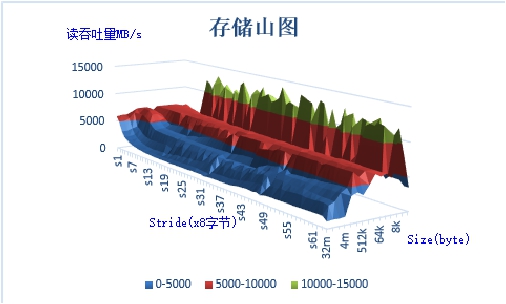 存储山图
读吞吐量MB/s
15000
10000
5000
0
s1
s7
s13
s19
s25
s31
s37
s43
s49
s55
s61
32m
4m
512k
64k
8k
Stride(x8字节)
Size(byte)
0-5000 5000-10000 10000-15000